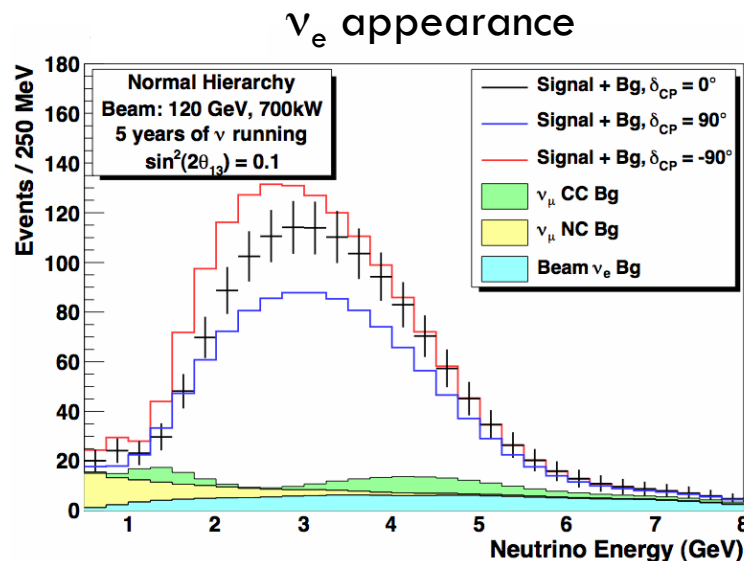 νe appearance
Normal Hierarchy
Beam: 120 GeV, 700kW
5 years of ν running
sin²(2θ₁₃) = 0.1
Signal + Bg, δCP = 0°
Signal + Bg, δCP = 90°
Signal + Bg, δCP = -90°
νμ CC Bg
νμ NC Bg
Beam νe Bg
Events / 250 MeV
180
160
140
120
100
80
60
40
20
0
1 2 3 4 5 6 7 8
Neutrino Energy (GeV)